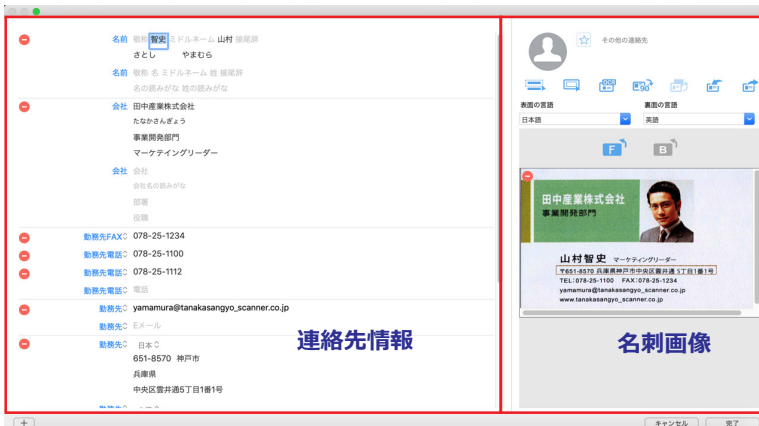 名前 敬称 智史 ミドルネーム 山村 接尾辞
さとし やまむら
名前 敬称 名 ミドルネーム 姓 接尾辞
名の読みがな 姓の読みがな
会社 田中産業株式会社
たなかさんぎょう
事業開発部門
マーケテイングリーダー
会社 会社
会社名の読みがな
部署
役職
勤務先FAX 078-25-1234
勤務先電話 078-25-1100
勤務先電話 078-25-1112
勤務先電話 電話
勤務先 yamamura@tanakasangyo_scanner.co.jp
勤務先 Eメール
勤務先 日本
651-8570 神戸市
兵庫県
中央区雲井通5丁目1番1号
連絡先情報
+
その他の連絡先
OCR
90°
表面の言語 裏面の言語
日本語 英語
F B
田中産業株式会社
事業開発部門
山村智史 マーケティングリーダー
〒651-8570 兵庫県神戸市中央区雲井通 5丁目1番1号
TEL:078-25-1100 FAX:078-25-1234
yamamura@tanakasangyo_scanner.co.jp
www.tanakasangyo_scanner.co.jp
名刺画像
キャンセル 完了